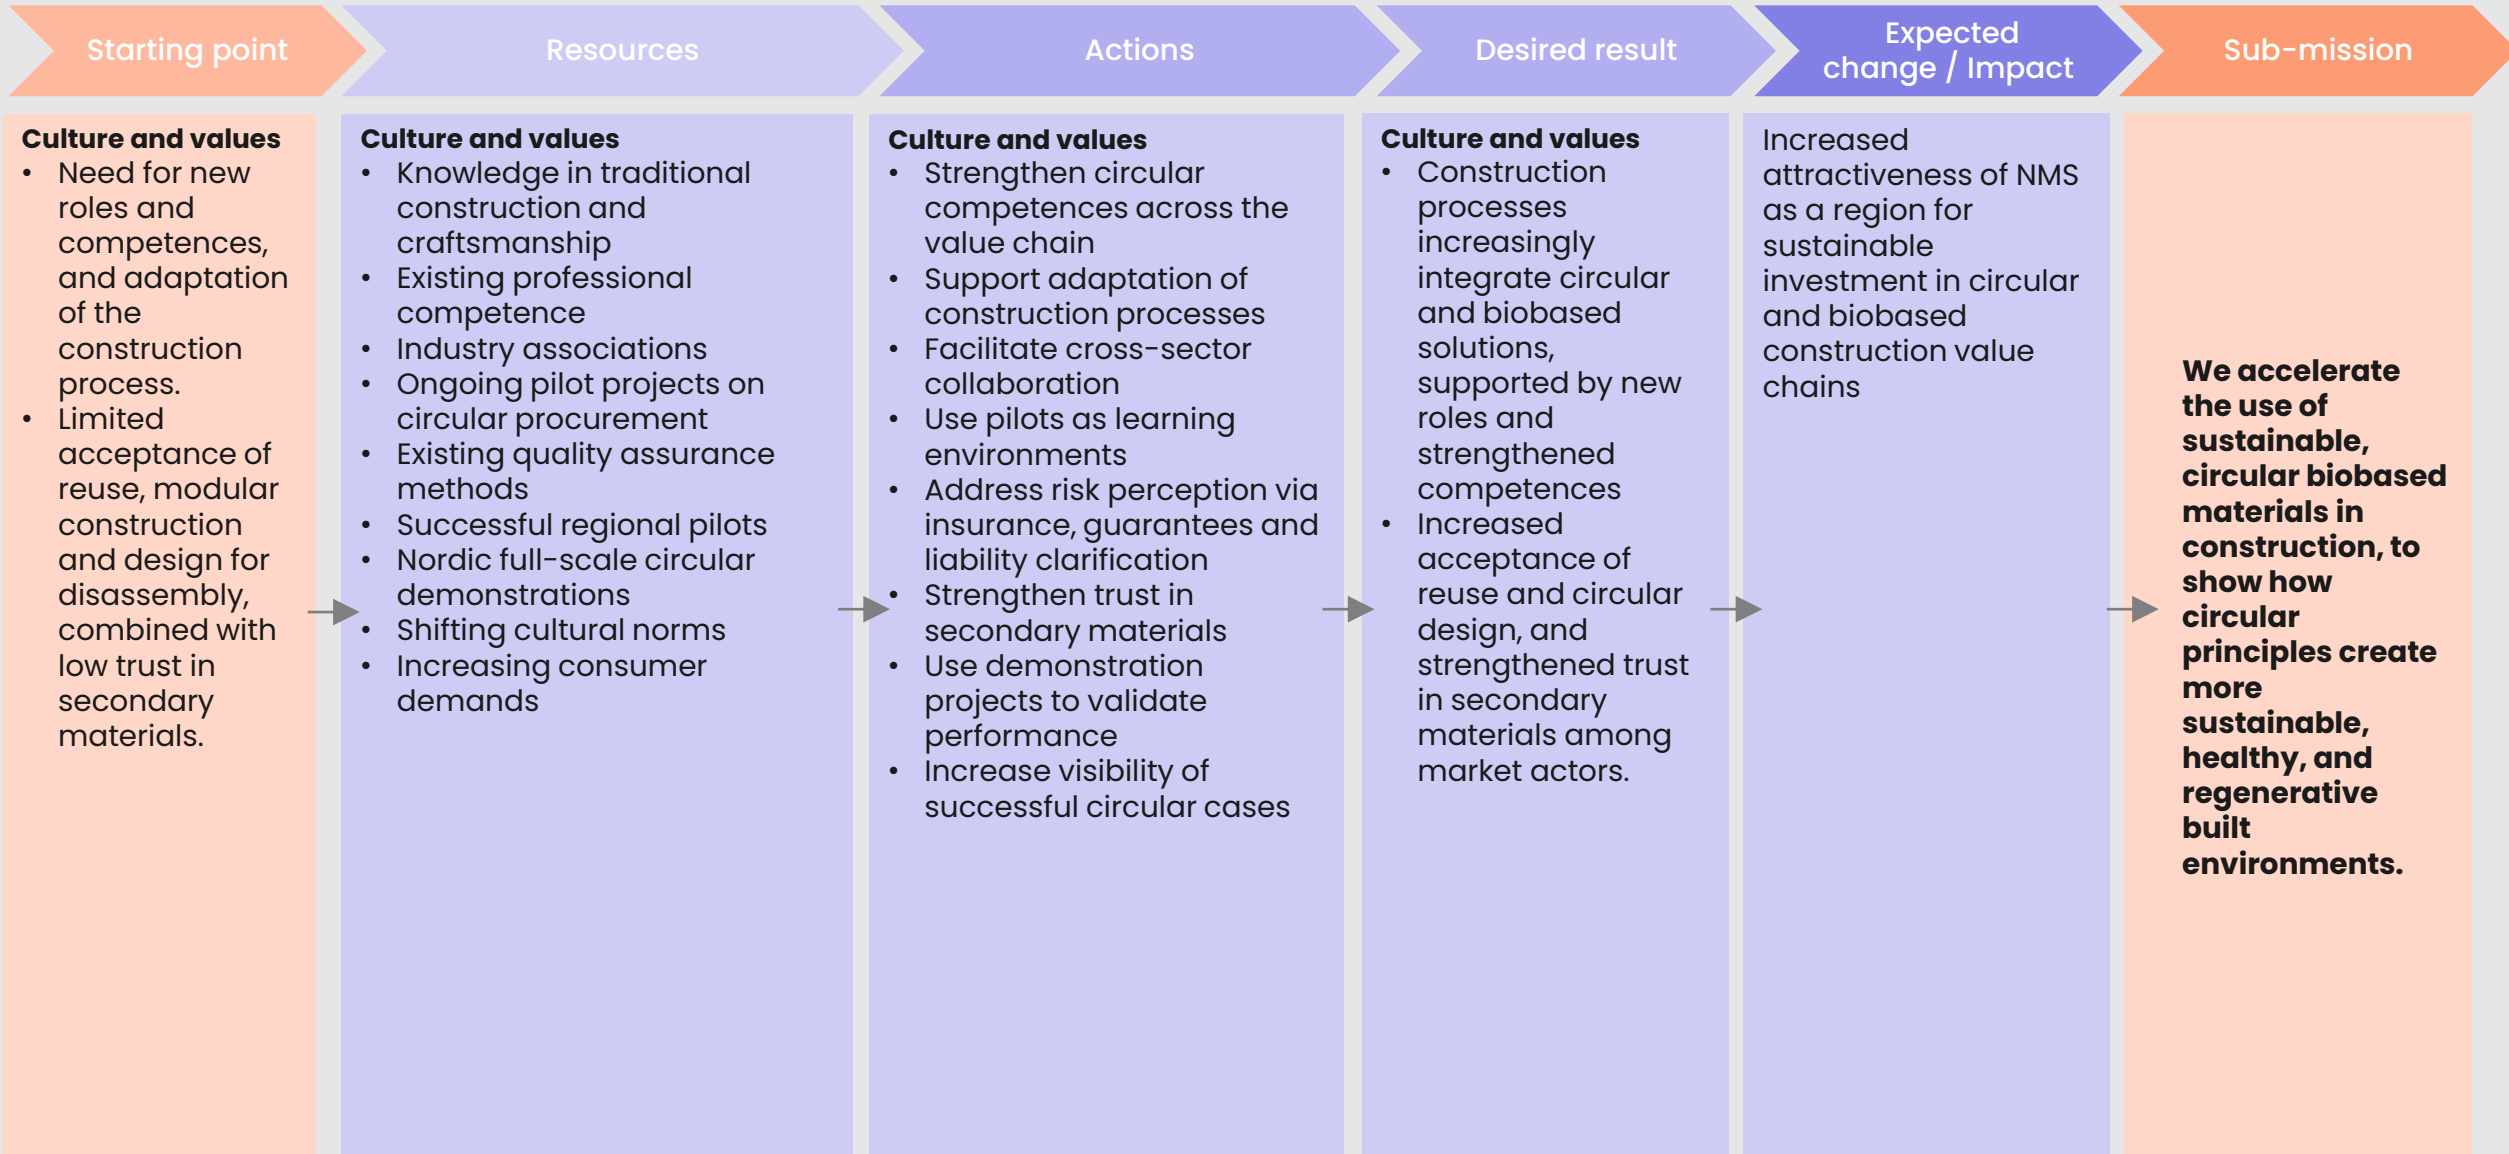 Starting point
Resources
Actions
Desired result
Expected
change / Impact
Sub-mission
Culture and values
• Need for new
roles and
competences,
and adaptation
of the
construction
process.
• Limited
acceptance of
reuse, modular
construction
and design for
disassembly,
combined with
low trust in
secondary
materials.
Culture and values
• Knowledge in traditional
construction and
craftsmanship
• Existing professional
competence
• Industry associations
• Ongoing pilot projects on
circular procurement
• Existing quality assurance
methods
• Successful regional pilots
• Nordic full-scale circular
demonstrations
• Shifting cultural norms
• Increasing consumer
demands
Culture and values
• Strengthen circular
competences across the
value chain
• Support adaptation of
construction processes
• Facilitate cross-sector
collaboration
• Use pilots as learning
environments
• Address risk perception via
insurance, guarantees and
liability clarification
• Strengthen trust in
secondary materials
• Use demonstration
projects to validate
performance
• Increase visibility of
successful circular cases
Culture and values
• Construction
processes
increasingly
integrate circular
and biobased
solutions,
supported by new
roles and
strengthened
competences
• Increased
acceptance of
reuse and circular
design, and
strengthened trust
in secondary
materials among
market actors.
Increased
attractiveness of NMS
as a region for
sustainable
investment in circular
and biobased
construction value
chains
We accelerate
the use of
sustainable,
circular biobased
materials in
construction, to
show how
circular
principles create
more
sustainable,
healthy, and
regenerative
built
environments.